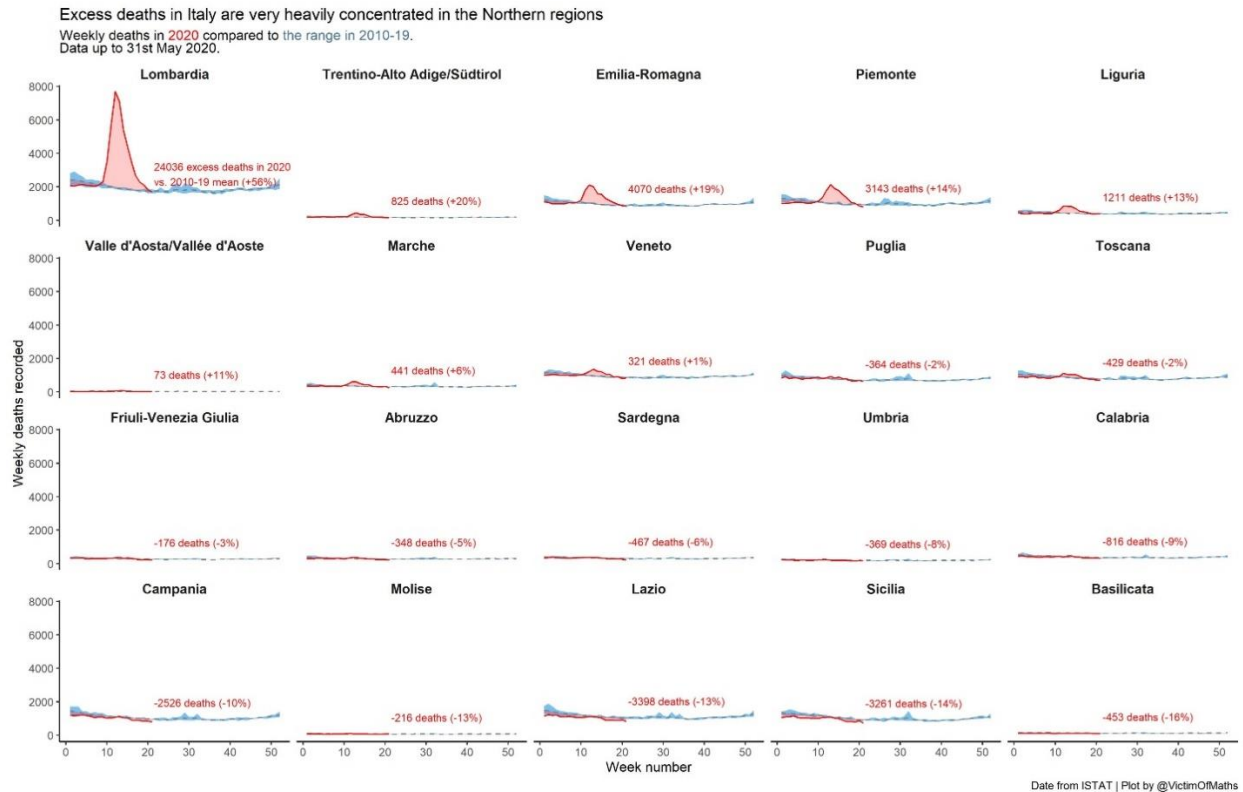 Excess deaths in Italy are very heavily concentrated in the Northern regions
Weekly deaths in 2020 compared to the range in 2010-19.
Data up to 31st May 2020.
Lombardia
Trentino-Alto Adige/Südtirol
Emilia-Romagna
Piemonte
Liguria
8000
6000
4000
2000
0
24036 excess deaths in 2020
vs. 2010-19 mean (+56%)
825 deaths (+20%)
4070 deaths (+19%)
3143 deaths (+14%)
1211 deaths (+13%)
Valle d'Aosta/Vallée d'Aoste
Marche
Veneto
Puglia
Toscana
8000
6000
4000
2000
0
73 deaths (+11%)
441 deaths (+6%)
321 deaths (+1%)
-364 deaths (-2%)
-429 deaths (-2%)
Weekly deaths recorded
Friuli-Venezia Giulia
Abruzzo
Sardegna
Umbria
Calabria
8000
6000
4000
2000
0
-176 deaths (-3%)
-348 deaths (-5%)
-467 deaths (-6%)
-369 deaths (-8%)
-816 deaths (-9%)
Campania
Molise
Lazio
Sicilia
Basilicata
8000
6000
4000
2000
0
-2526 deaths (-10%)
-216 deaths (-13%)
-3398 deaths (-13%)
-3261 deaths (-14%)
-453 deaths (-16%)
0 10 20 30 40 50
0 10 20 30 40 50
0 10 20 30 40 50
0 10 20 30 40 50
0 10 20 30 40 50
Week number
Date from ISTAT | Plot by @VictimOfMaths